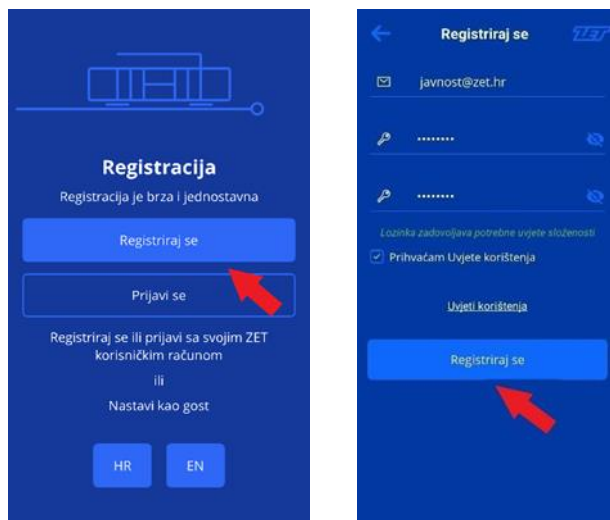 Registracija
Registracija je brza i jednostavna
Registriraj se
Prijavi se
Registriraj se ili prijavi sa svojim ZET
korisničkim računom
ili
Nastavi kao gost
HR EN
Registriraj se ZET
javnost@zet.hr
········
········
Lozinka zadovoljava potrebne uvjete složenosti
Prihvaćam Uvjete korištenja
Uvjeti korištenja
Registriraj se